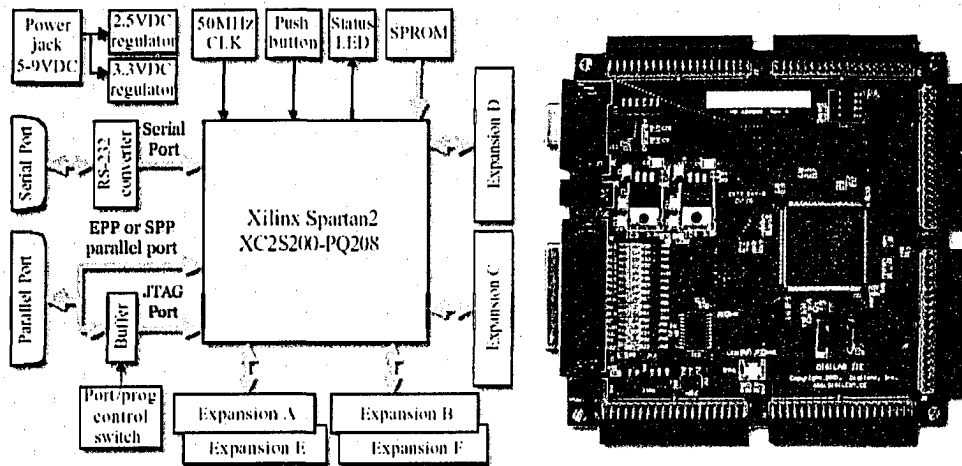 Power
jack
5-9VDC
2.5VDC
regulator
3.3VDC
regulator
50MHz
CLK
Push
button
Status
LED
SPROM
Serial Port
RS-232
converter
Serial
Port
EPP or SPP
parallel port
Parallel Port
JTAG
Port
Buffer
Port/prog
control
switch
Xilinx Spartan2
XC2S200-PQ208
Expansion D
Expansion C
Expansion A
Expansion E
Expansion B
Expansion F
DIGILAB IIE